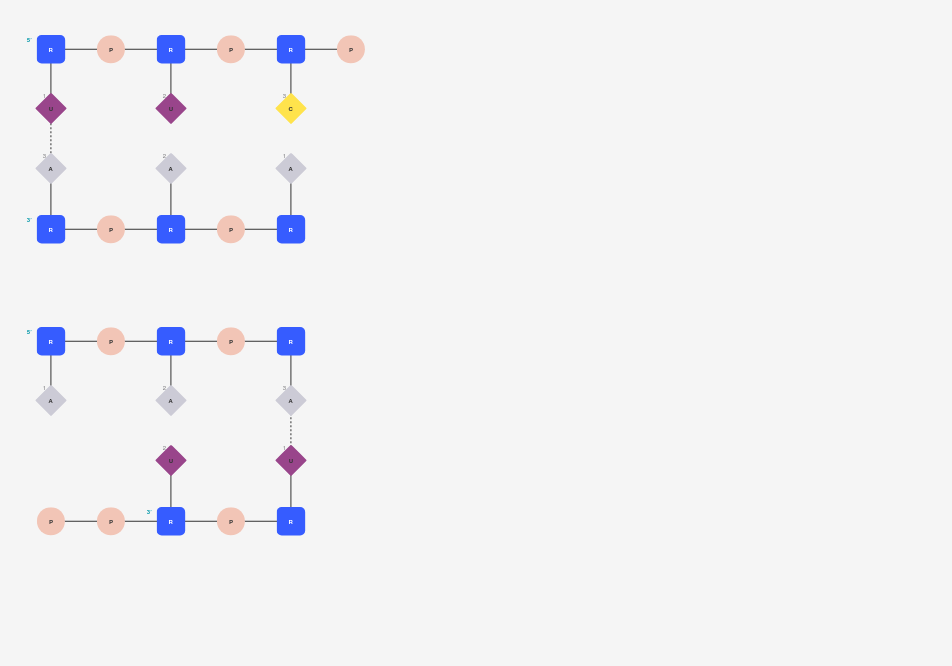 5' R P R P R P
1 U 2 U 3 C
3 A 2 A 1 A
3' R P R P R
5' R P R P R
1 A 2 A 3 A
2 U 1 U
P P 3' R P R